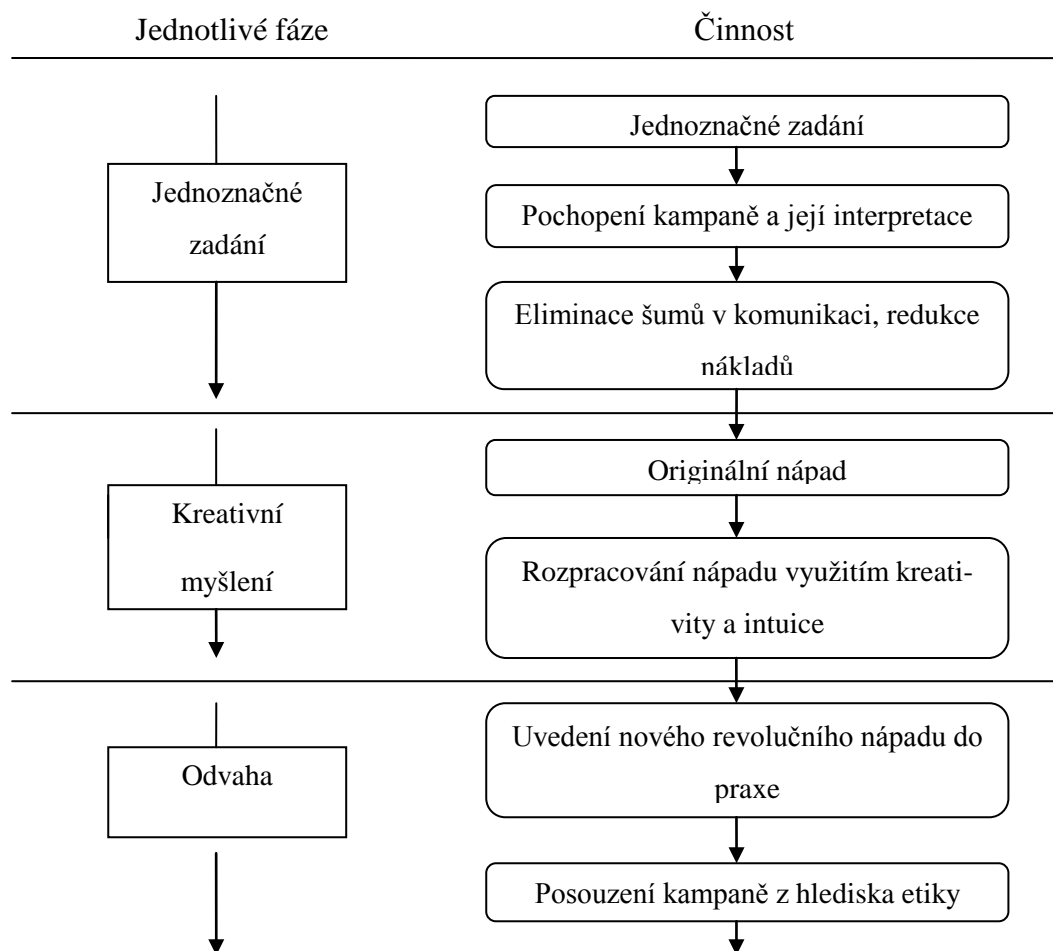 Jednotlivé fáze
Činnost
Jednoznačné
zadání
Jednoznačné zadání
Pochopení kampaně a její interpretace
Eliminace šumů v komunikaci, redukce
nákladů
Kreativní
myšlení
Originální nápad
Rozpracování nápadu využitím kreati-
vity a intuice
Odvaha
Uvedení nového revolučního nápadu do
praxe
Posouzení kampaně z hlediska etiky